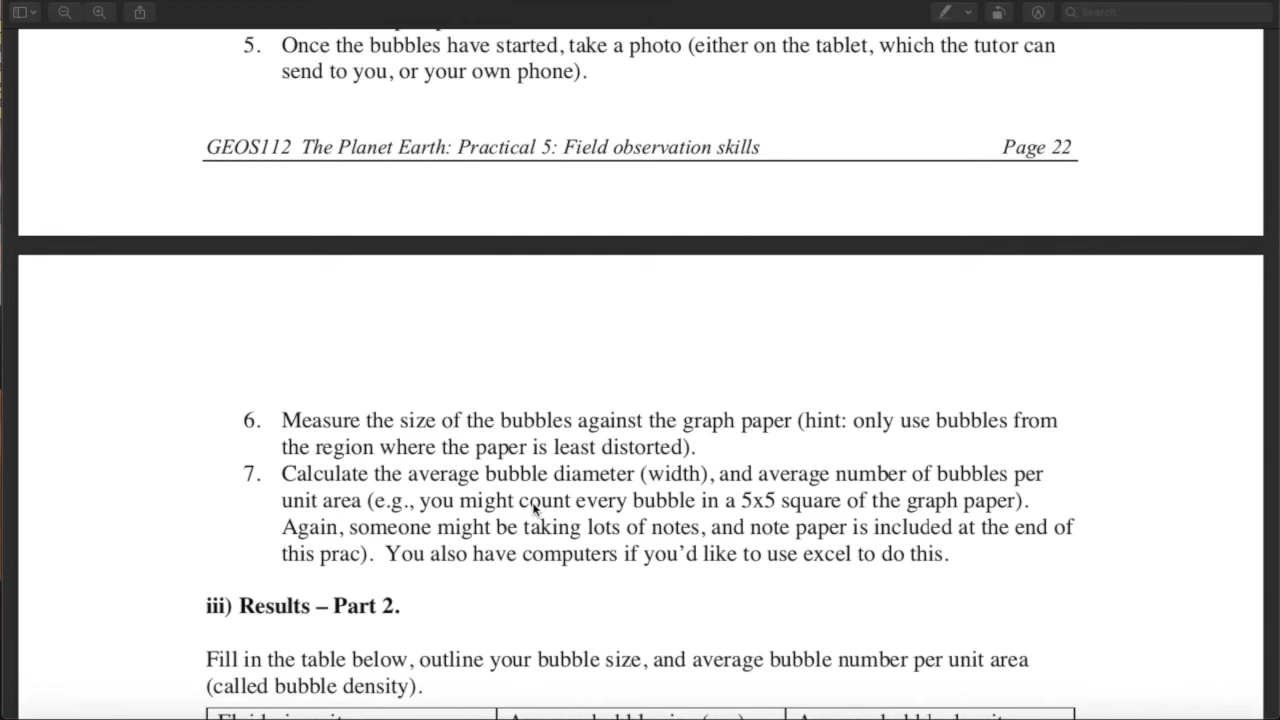 Search
5. Once the bubbles have started, take a photo (either on the tablet, which the tutor can
send to you, or your own phone).
GEOS112 The Planet Earth: Practical 5: Field observation skills Page 22
6. Measure the size of the bubbles against the graph paper (hint: only use bubbles from
the region where the paper is least distorted).
7. Calculate the average bubble diameter (width), and average number of bubbles per
unit area (e.g., you might count every bubble in a 5x5 square of the graph paper).
Again, someone might be taking lots of notes, and note paper is included at the end of
this prac). You also have computers if you’d like to use excel to do this.
iii) Results – Part 2.
Fill in the table below, outline your bubble size, and average bubble number per unit area
(called bubble density).